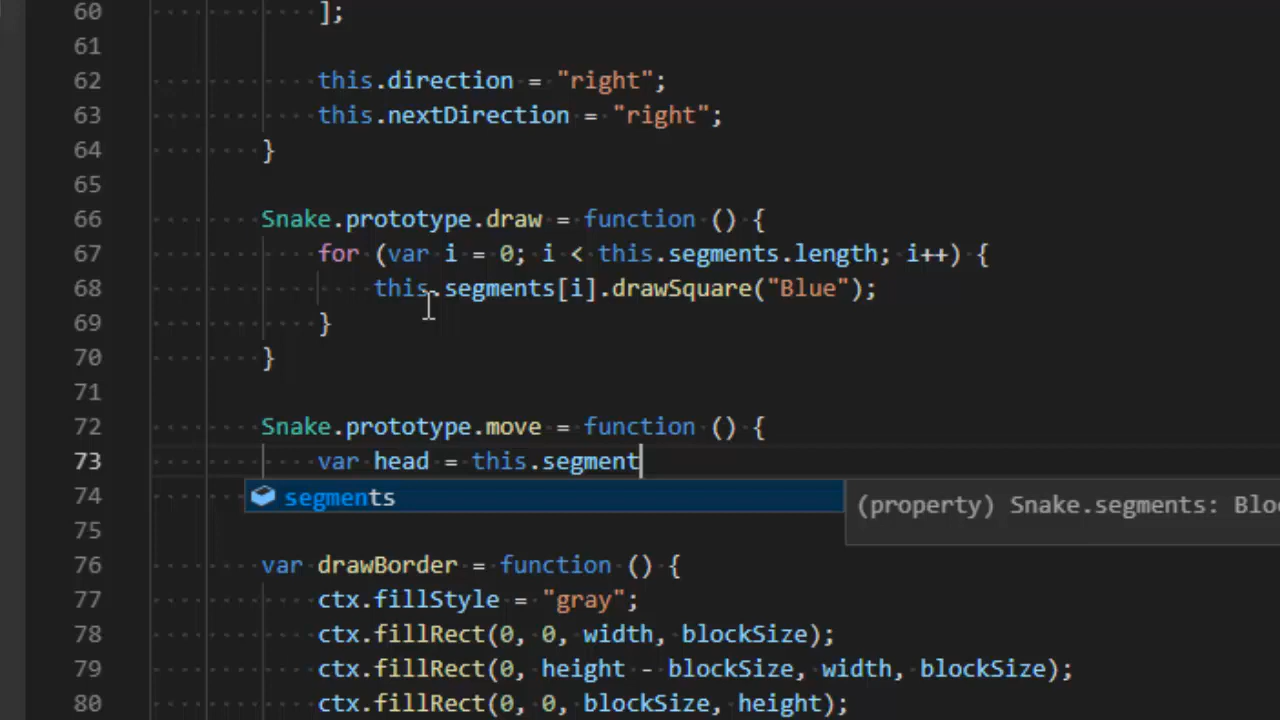 60 ];
61
62 this.direction = "right";
63 this.nextDirection = "right";
64 }
65
66 Snake.prototype.draw = function () {
67 for (var i = 0; i < this.segments.length; i++) {
68 this.segments[i].drawSquare("Blue");
69 }
70 }
71
72 Snake.prototype.move = function () {
73 var head = this.segment
74 segments (property) Snake.segments:
75
76 var drawBorder = function () {
77 ctx.fillStyle = "gray";
78 ctx.fillRect(0, 0, width, blockSize);
79 ctx.fillRect(0, height - blockSize, width, blockSize);
80 ctx.fillRect(0, 0, blockSize, height);